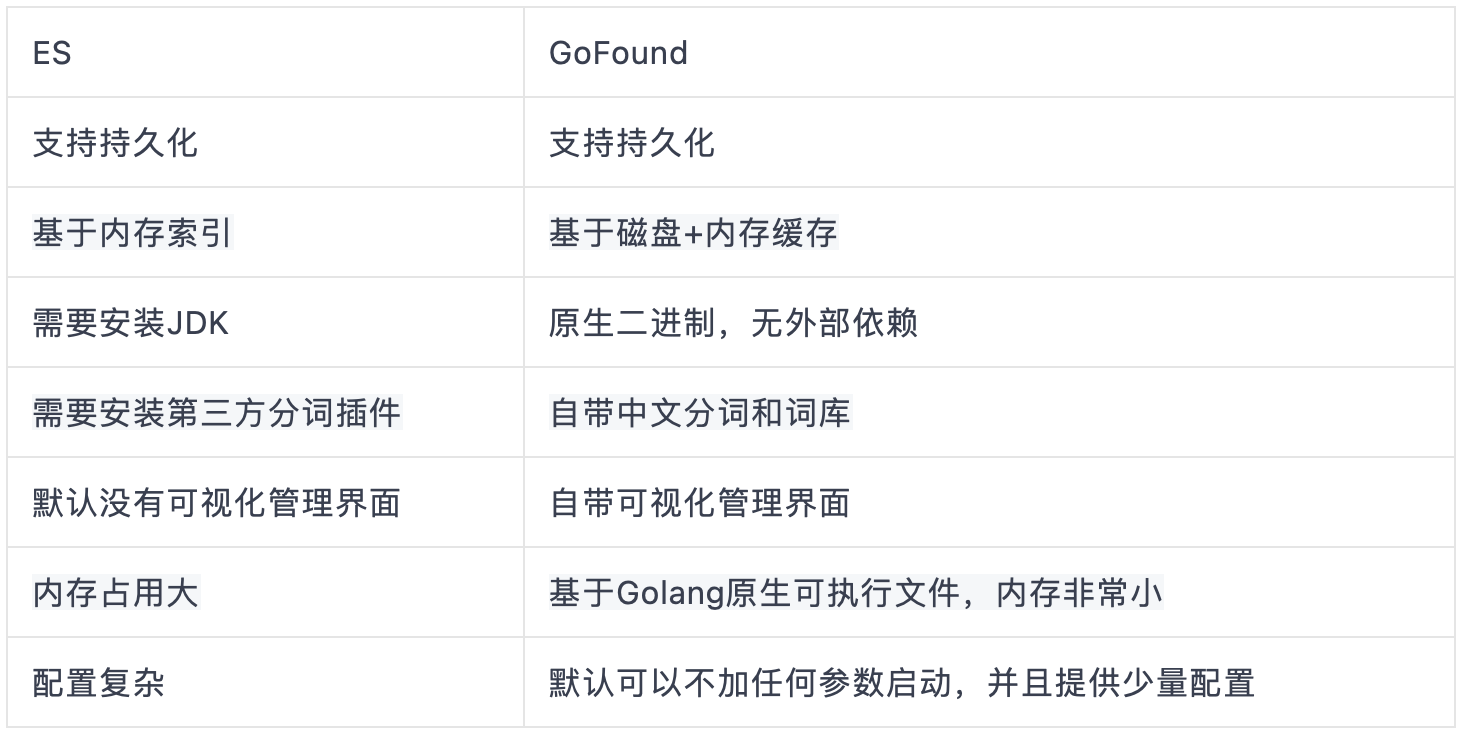 ES
GoFound
支持持久化
支持持久化
基于内存索引
基于磁盘+内存缓存
需要安装JDK
原生二进制，无外部依赖
需要安装第三方分词插件
自带中文分词和词库
默认没有可视化管理界面
自带可视化管理界面
内存占用大
基于Golang原生可执行文件，内存非常小
配置复杂
默认可以不加任何参数启动，并且提供少量配置